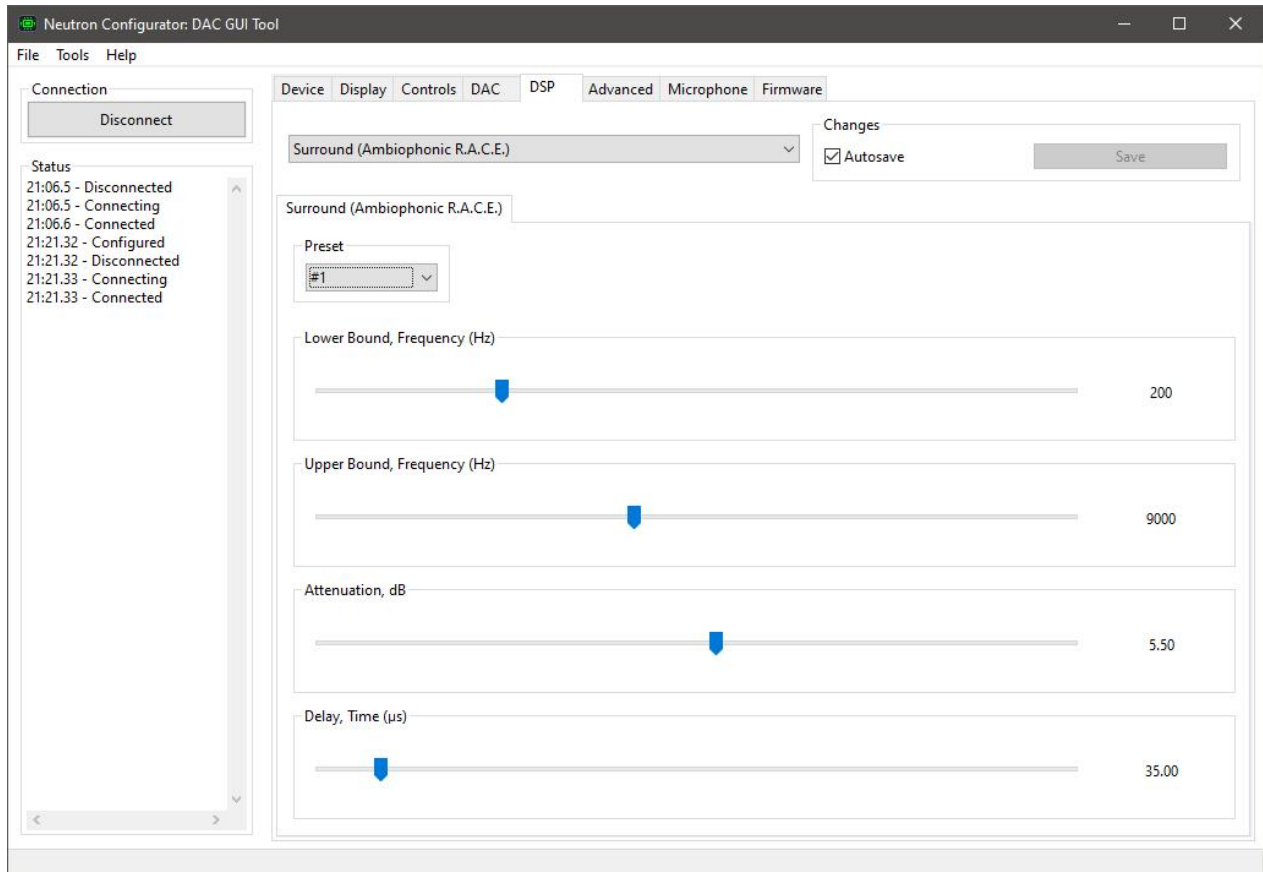 Neutron Configurator: DAC GUI Tool
File Tools Help
Connection
Disconnect
Status
21:06.5 - Disconnected
21:06.5 - Connecting
21:06.6 - Connected
21:21.32 - Configured
21:21.32 - Disconnected
21:21.33 - Connecting
21:21.33 - Connected
Device Display Controls DAC DSP Advanced Microphone Firmware
Surround (Ambiophonic R.A.C.E.)
Changes
Autosave
Save
Surround (Ambiophonic R.A.C.E.)
Preset
#1
Lower Bound, Frequency (Hz)
200
Upper Bound, Frequency (Hz)
9000
Attenuation, dB
5.50
Delay, Time (µs)
35.00